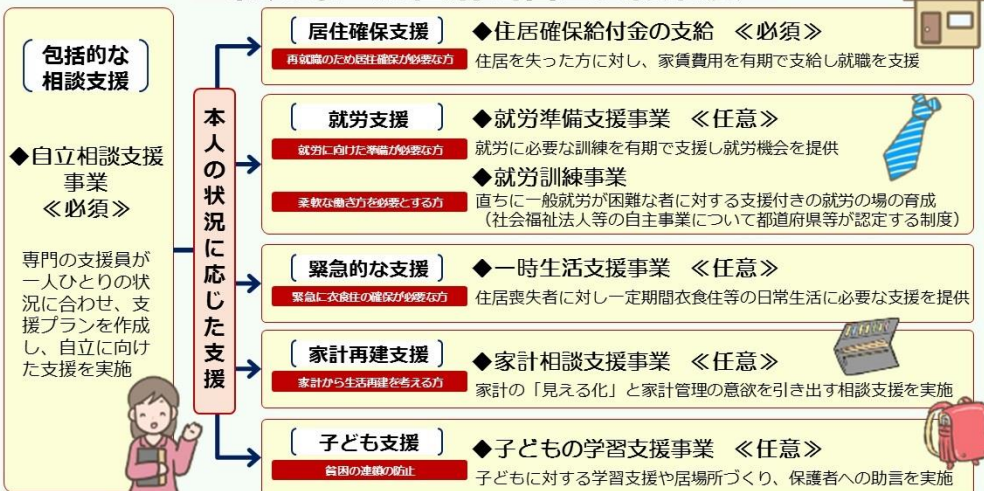 包括的な
相談支援
◆自立相談支援
事業
≪必須≫
専門の支援員が
一人ひとりの状
況に合わせ、支
援プランを作成
し、自立に向け
た支援を実施
本人の状況に応じた支援
居住確保支援
再就職のため居住確保が必要な方
◆住居確保給付金の支給 ≪必須≫
住居を失った方に対し、家賃費用を有期で支給し就職を支援
就労支援
就労に向けた準備が必要な方
◆就労準備支援事業 ≪任意≫
就労に必要な訓練を有期で支援し就労機会を提供
柔軟な働き方を必要とする方
◆就労訓練事業
直ちに一般就労が困難な者に対する支援付きの就労の場の育成
（社会福祉法人等の自主事業について都道府県等が認定する制度）
緊急的な支援
緊急に衣食住の確保が必要な方
◆一時生活支援事業 ≪任意≫
住居喪失者に対し一定期間衣食住等の日常生活に必要な支援を提供
家計再建支援
家計から生活再建を考える方
◆家計相談支援事業 ≪任意≫
家計の「見える化」と家計管理の意欲を引き出す相談支援を実施
子ども支援
貧困の連鎖の防止
◆子どもの学習支援事業 ≪任意≫
子どもに対する学習支援や居場所づくり、保護者への助言を実施